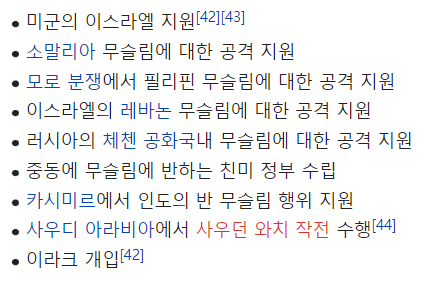 • 미군의 이스라엘 지원[42][43]
• 소말리아 무슬림에 대한 공격 지원
• 모로 분쟁에서 필리핀 무슬림에 대한 공격 지원
• 이스라엘의 레바논 무슬림에 대한 공격 지원
• 러시아의 체첸 공화국내 무슬림에 대한 공격 지원
• 중동에 무슬림에 반하는 친미 정부 수립
• 카시미르에서 인도의 반 무슬림 행위 지원
• 사우디 아라비아에서 사우던 와치 작전 수행[44]
• 이라크 개입[42]